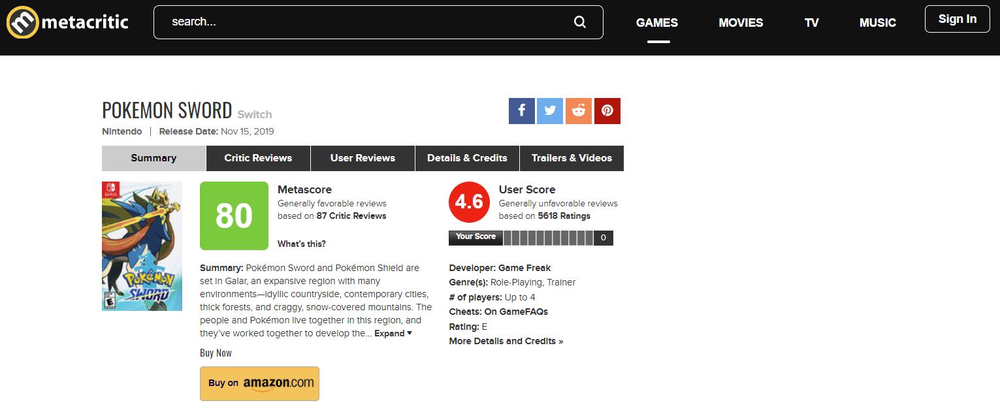 metacritic
search...
GAMES
MOVIES
TV
MUSIC
Sign In
POKEMON SWORD Switch
Nintendo | Release Date: Nov 15, 2019
Summary
Critic Reviews
User Reviews
Details & Credits
Trailers & Videos
POKÉMON
SWORD
E
80
Metascore
Generally favorable reviews
based on 87 Critic Reviews
What's this?
4.6
User Score
Generally unfavorable reviews
based on 5618 Ratings
Your Score
0
Summary: Pokémon Sword and Pokémon Shield are
set in Galar, an expansive region with many
environments—idyllic countryside, contemporary cities,
thick forests, and craggy, snow-covered mountains. The
people and Pokémon live together in this region, and
they've worked together to develop the... Expand
Buy Now
Buy on amazon.com
Developer: Game Freak
Genre(s): Role-Playing, Trainer
# of players: Up to 4
Cheats: On GameFAQs
Rating: E
More Details and Credits »